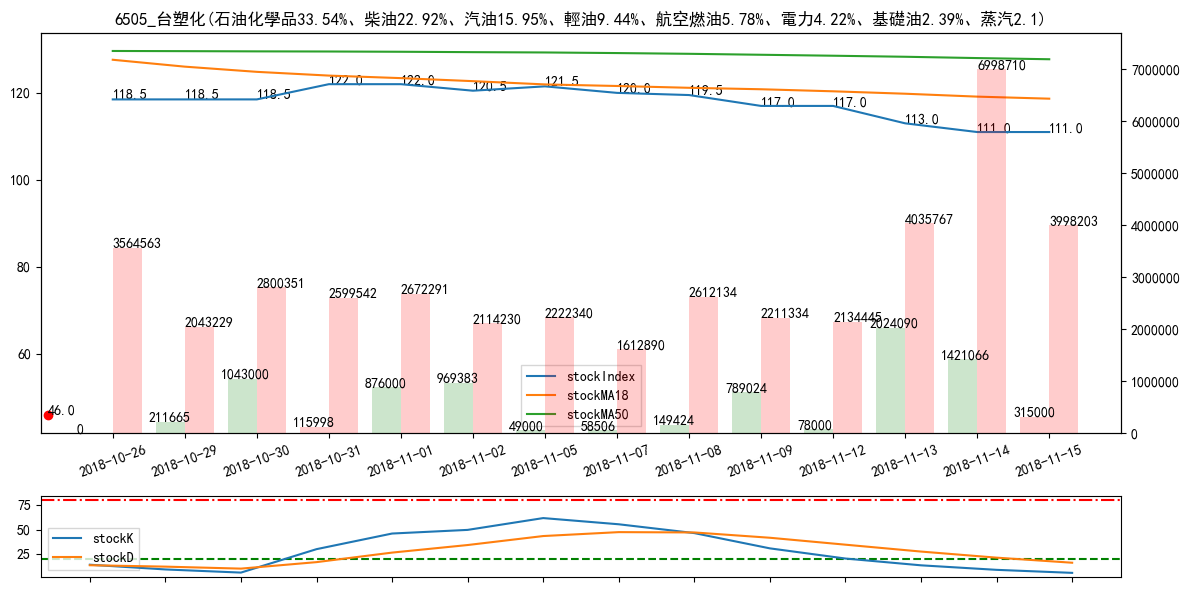 6505_台塑化(石油化學品33.54%、柴油22.92%、汽油15.95%、輕油9.44%、航空燃油5.78%、電力4.22%、基礎油2.39%、蒸汽2.1)
120
100
80
60
7000000
6000000
5000000
4000000
3000000
2000000
1000000
0
118.5 118.5 118.5 122.0 122.0 120.5 121.5 120.0 119.5 117.0 117.0 113.0 111.0 111.0
3564563 2043229 2800351 2599542 2672291 2114230 2222340 1612890 2612134 2211334 2134445 4035767 6998710 3998203
0 211665 1043000 115998 876000 969383 49000 58506 149424 789024 78000 2024090 1421066 315000
46.0
stockIndex
stockMA18
stockMA50
2018-10-26 2018-10-29 2018-10-30 2018-10-31 2018-11-01 2018-11-02 2018-11-05 2018-11-07 2018-11-08 2018-11-09 2018-11-12 2018-11-13 2018-11-14 2018-11-15
75
50
25
stockK
stockD